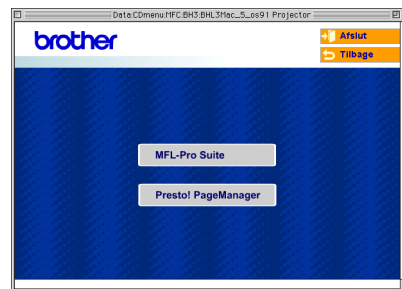 Data:CDmenu:MFC:BH3:BHL3Mac_5_os91 Projector
brother
Afslut
Tilbage
MFL-Pro Suite
Presto! PageManager